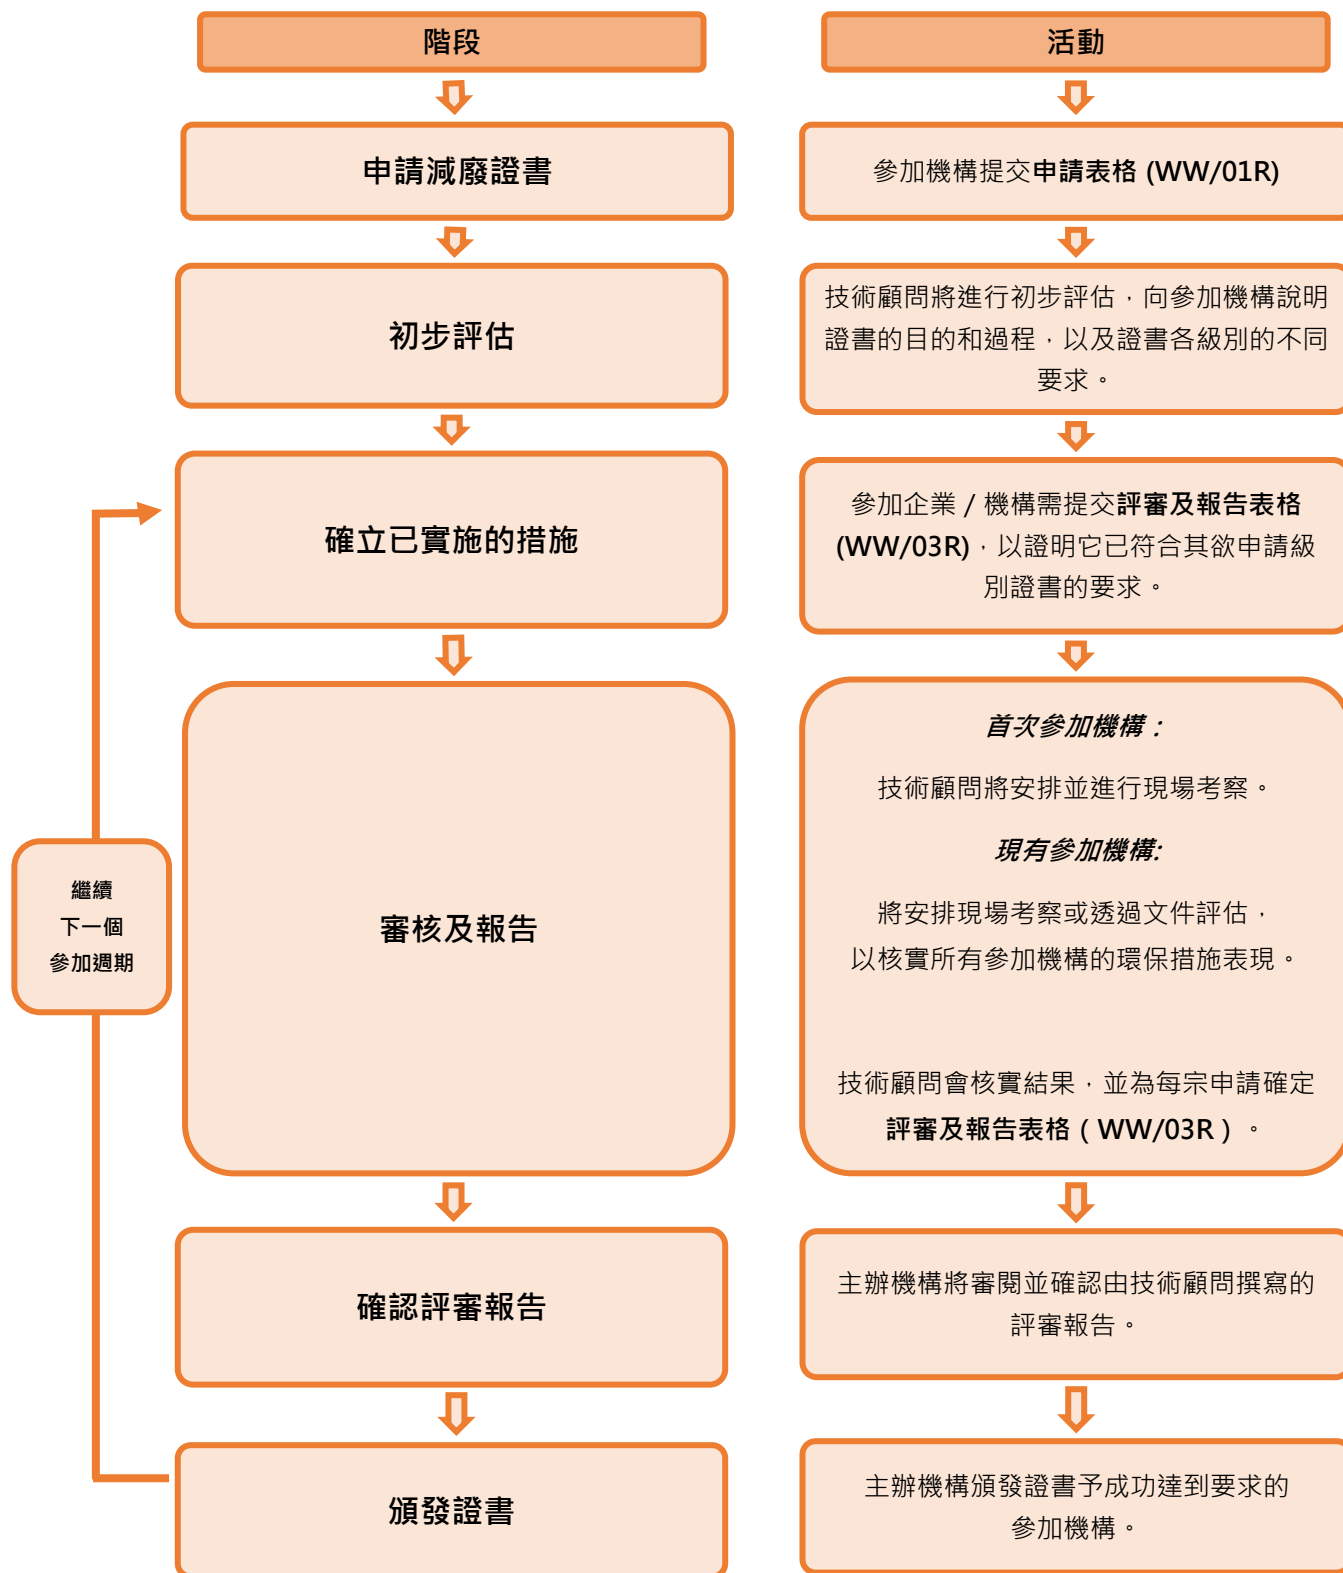 階段
活動
申請減廢證書
參加機構提交申請表格 (WW/01R)
初步評估
技術顧問將進行初步評估，向參加機構說明
證書的目的和過程，以及證書各級別的不同
要求。
確立已實施的措施
參加企業 / 機構需提交評審及報告表格
(WW/03R)，以證明它已符合其欲申請級
別證書的要求。
繼續
下一個
參加週期
審核及報告
首次參加機構：
技術顧問將安排並進行現場考察。
現有參加機構:
將安排現場考察或透過文件評估，
以核實所有參加機構的環保措施表現。
技術顧問會核實結果，並為每宗申請確定
評審及報告表格（WW/03R）。
確認評審報告
主辦機構將審閱並確認由技術顧問撰寫的
評審報告。
頒發證書
主辦機構頒發證書予成功達到要求的
參加機構。